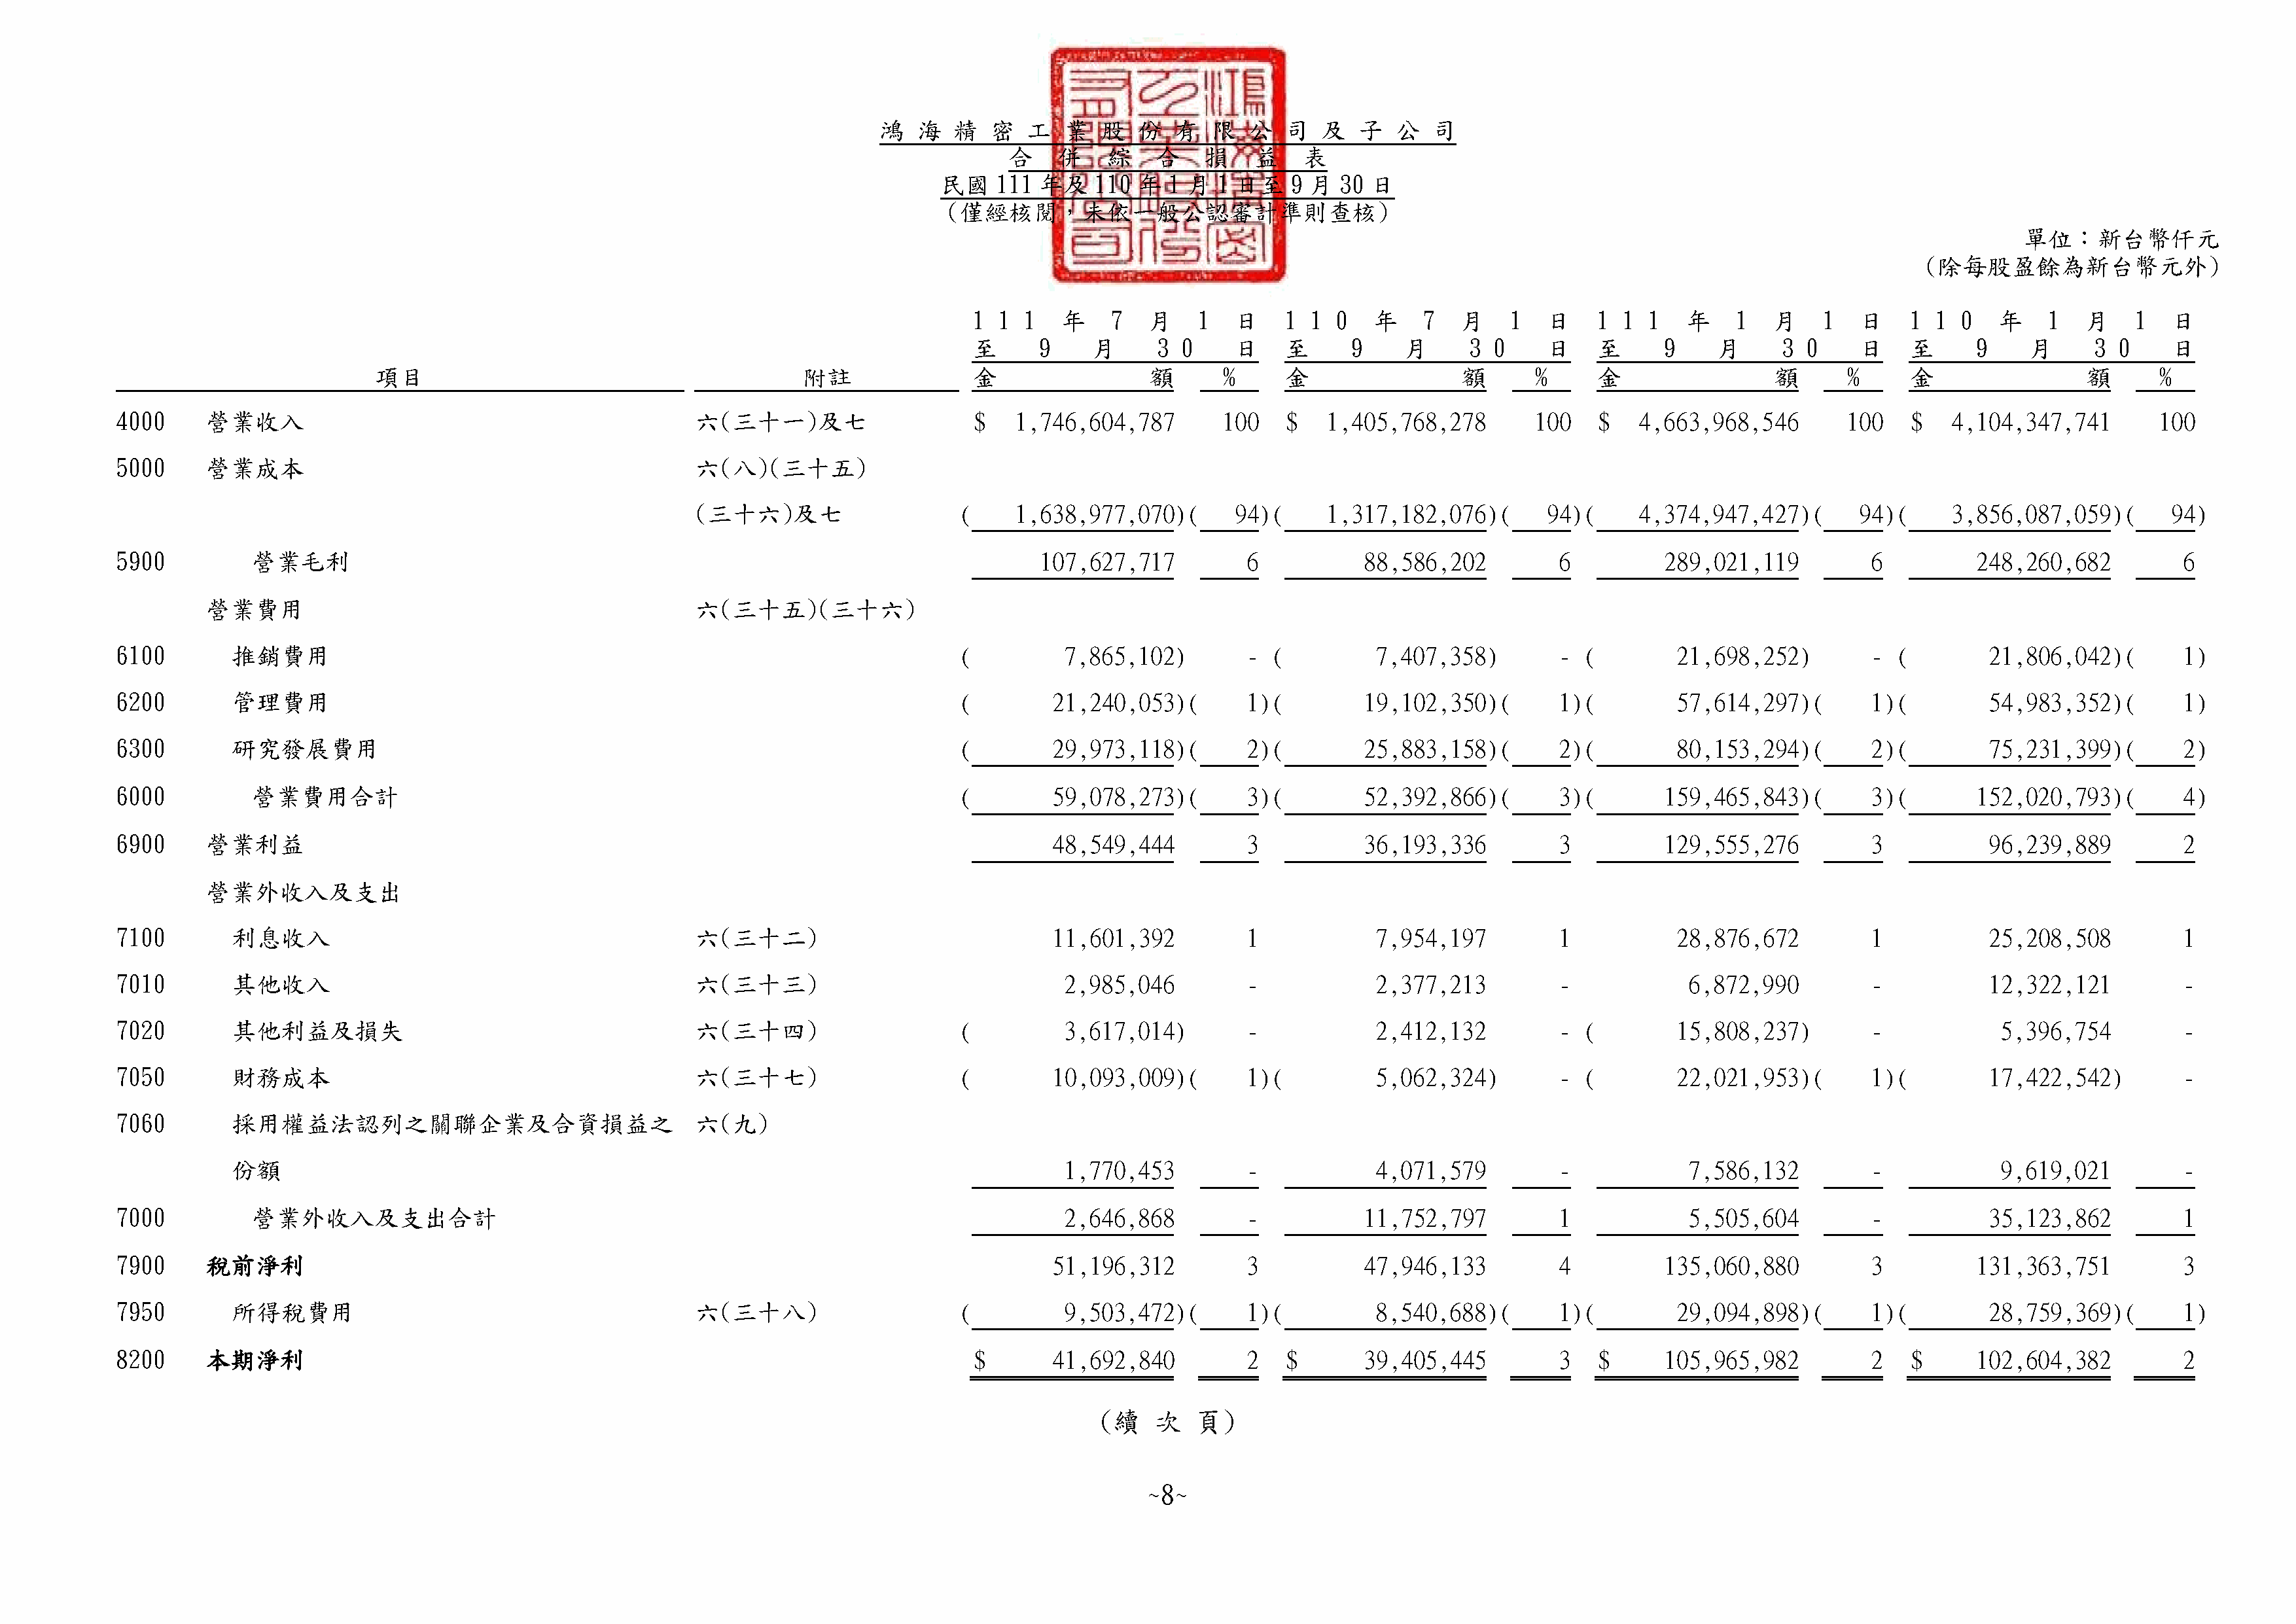 鴻海精密工業股份有限公司及子公司
合併綜合損益表
民國 111 年及 110 年 1 月 1 日至 9 月 30 日
（僅經核閱，未依一般公認審計準則查核）
單位：新台幣仟元
（除每股盈餘為新台幣元外）
111 年 7 月 1 日 110 年 7 月 1 日 111 年 1 月 1 日 110 年 1 月 1 日
至 9 月 30 日 至 9 月 30 日 至 9 月 30 日 至 9 月 30 日
項目 附註 金額 % 金額 % 金額 % 金額 %
4000 營業收入 六(三十一)及七 $ 1,746,604,787 100 $ 1,405,768,278 100 $ 4,663,968,546 100 $ 4,104,347,741 100
5000 營業成本 六(八)(三十五)
(三十六)及七 ( 1,638,977,070)( 94)( 1,317,182,076)( 94)( 4,374,947,427)( 94)( 3,856,087,059)( 94)
5900 營業毛利 107,627,717 6 88,586,202 6 289,021,119 6 248,260,682 6
營業費用 六(三十五)(三十六)
6100 推銷費用 ( 7,865,102) - ( 7,407,358) - ( 21,698,252) - ( 21,806,042)( 1)
6200 管理費用 ( 21,240,053)( 1)( 19,102,350)( 1)( 57,614,297)( 1)( 54,983,352)( 1)
6300 研究發展費用 ( 29,973,118)( 2)( 25,883,158)( 2)( 80,153,294)( 2)( 75,231,399)( 2)
6000 營業費用合計 ( 59,078,273)( 3)( 52,392,866)( 3)( 159,465,843)( 3)( 152,020,793)( 4)
6900 營業利益 48,549,444 3 36,193,336 3 129,555,276 3 96,239,889 2
營業外收入及支出
7100 利息收入 六(三十二) 11,601,392 1 7,954,197 1 28,876,672 1 25,208,508 1
7010 其他收入 六(三十三) 2,985,046 - 2,377,213 - 6,872,990 - 12,322,121 -
7020 其他利益及損失 六(三十四) ( 3,617,014) - 2,412,132 - ( 15,808,237) - 5,396,754 -
7050 財務成本 六(三十七) ( 10,093,009)( 1)( 5,062,324) - ( 22,021,953)( 1)( 17,422,542) -
7060 採用權益法認列之關聯企業及合資損益之 六(九)
份額 1,770,453 - 4,071,579 - 7,586,132 - 9,619,021 -
7000 營業外收入及支出合計 2,646,868 - 11,752,797 1 5,505,604 - 35,123,862 1
7900 稅前淨利 51,196,312 3 47,946,133 4 135,060,880 3 131,363,751 3
7950 所得稅費用 六(三十八) ( 9,503,472)( 1)( 8,540,688)( 1)( 29,094,898)( 1)( 28,759,369)( 1)
8200 本期淨利 $ 41,692,840 2 $ 39,405,445 3 $ 105,965,982 2 $ 102,604,382 2
（續 次 頁）
~8~